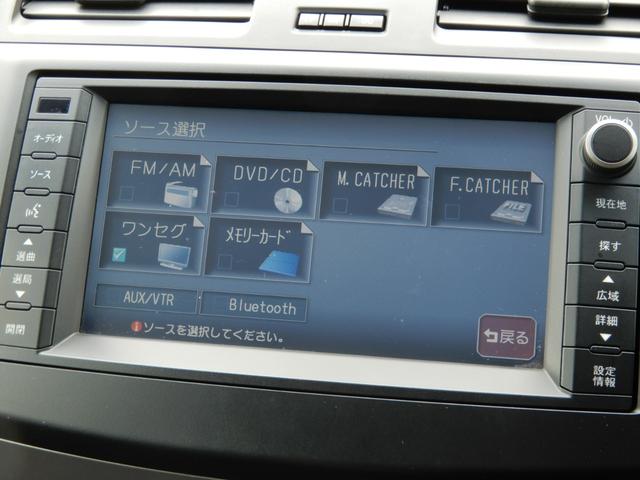 ソース選択
FM/AM
DVD/CD
M.CATCHER
F.CATCHER
FILE
ワンセグ
メモリーカード
AUX/VTR
Bluetooth
ソースを選択してください。
戻る
オーディオ
ソース
選曲
選局
開閉
現在地
探す
広域
詳細
設定
情報